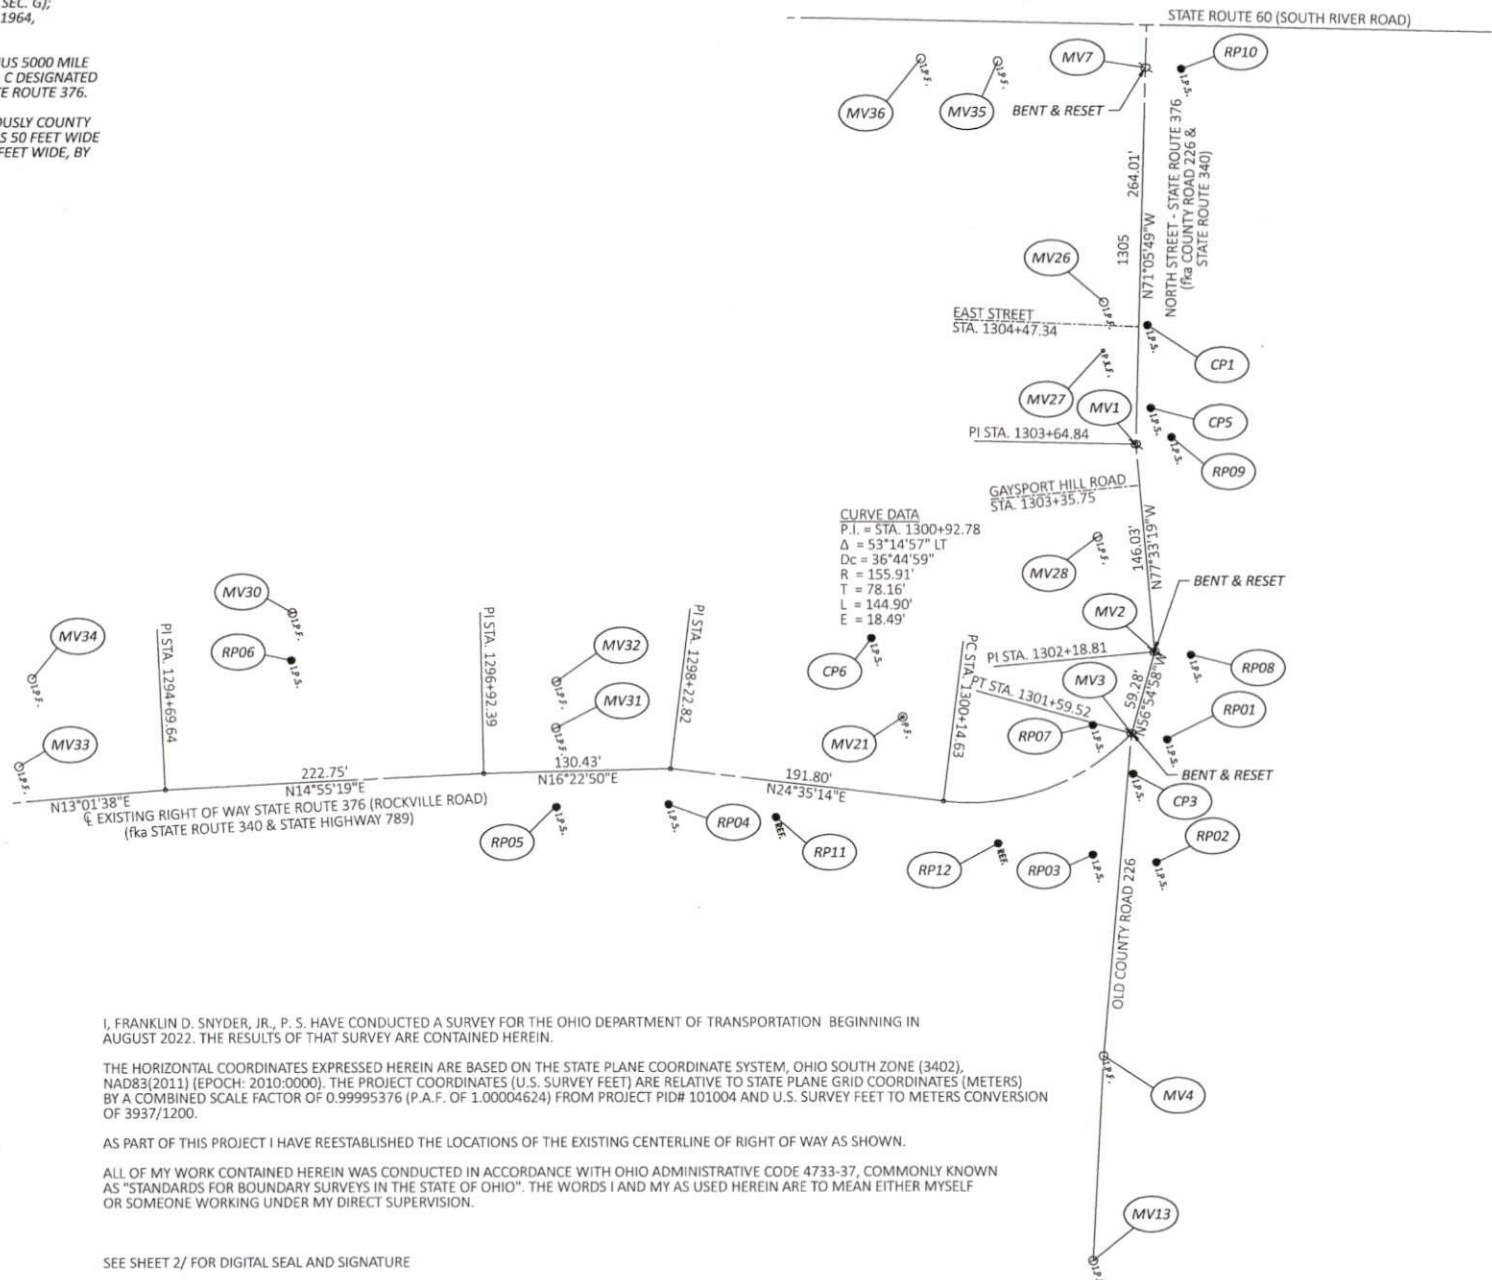 SEC. G);
1964,
US 5000 MILE
C DESIGNATED
E ROUTE 376.
OUSLY COUNTY
S 50 FEET WIDE
FEET WIDE, BY
STATE ROUTE 60 (SOUTH RIVER ROAD)
MV7
RP10
MV36
MV35
I.P.F.
I.P.F.
I.P.S.
BENT & RESET
264.01'
1305
N71°05'49"W
NORTH STREET - STATE ROUTE 376
(fka COUNTY ROAD 226 &
STATE ROUTE 340)
MV26
I.P.F.
EAST STREET
STA. 1304+47.34
I.P.S.
CP1
P.K.F.
MV27
MV1
I.P.S.
CP5
PI STA. 1303+64.84
I.P.S.
RP09
GAYSPORT HILL ROAD
STA. 1303+35.75
146.03'
N77°33'19"W
CURVE DATA
P.I. = STA. 1300+92.78
Δ = 53°14'57" LT
Dc = 36°44'59"
R = 155.91'
T = 78.16'
L = 144.90'
E = 18.49'
MV28
I.P.F.
BENT & RESET
MV2
PI STA. 1302+18.81
I.P.S.
RP08
MV3
59.28'
N56°54'58"W
PT STA. 1301+59.52
RP01
I.P.S.
RP07
I.P.S.
BENT & RESET
I.P.S.
CP3
CP6
I.P.S.
MV21
P.F.
PC STA. 1300+14.63
MV30
I.P.F.
MV34
I.P.F.
RP06
I.P.S.
PI STA. 1294+69.64
PI STA. 1296+92.39
PI STA. 1298+22.82
MV32
I.P.F.
MV31
I.P.F.
MV33
I.P.F.
222.75'
130.43'
191.80'
N13°01'38"E
N14°55'19"E
N16°22'50"E
N24°35'14"E
℄ EXISTING RIGHT OF WAY STATE ROUTE 376 (ROCKVILLE ROAD)
(fka STATE ROUTE 340 & STATE HIGHWAY 789)
RP05
I.P.S.
I.P.S.
RP04
REF.
RP11
RP12
REF.
RP03
I.P.S.
RP02
I.P.S.
OLD COUNTY ROAD 226
I.P.F.
MV4
MV13
I.P.F.
I, FRANKLIN D. SNYDER, JR., P. S. HAVE CONDUCTED A SURVEY FOR THE OHIO DEPARTMENT OF TRANSPORTATION BEGINNING IN
AUGUST 2022. THE RESULTS OF THAT SURVEY ARE CONTAINED HEREIN.
THE HORIZONTAL COORDINATES EXPRESSED HEREIN ARE BASED ON THE STATE PLANE COORDINATE SYSTEM, OHIO SOUTH ZONE (3402),
NAD83(2011) (EPOCH: 2010:0000). THE PROJECT COORDINATES (U.S. SURVEY FEET) ARE RELATIVE TO STATE PLANE GRID COORDINATES (METERS)
BY A COMBINED SCALE FACTOR OF 0.99995376 (P.A.F. OF 1.00004624) FROM PROJECT PID# 101004 AND U.S. SURVEY FEET TO METERS CONVERSION
OF 3937/1200.
AS PART OF THIS PROJECT I HAVE REESTABLISHED THE LOCATIONS OF THE EXISTING CENTERLINE OF RIGHT OF WAY AS SHOWN.
ALL OF MY WORK CONTAINED HEREIN WAS CONDUCTED IN ACCORDANCE WITH OHIO ADMINISTRATIVE CODE 4733-37, COMMONLY KNOWN
AS "STANDARDS FOR BOUNDARY SURVEYS IN THE STATE OF OHIO". THE WORDS I AND MY AS USED HEREIN ARE TO MEAN EITHER MYSELF
OR SOMEONE WORKING UNDER MY DIRECT SUPERVISION.
SEE SHEET 2/ FOR DIGITAL SEAL AND SIGNATURE